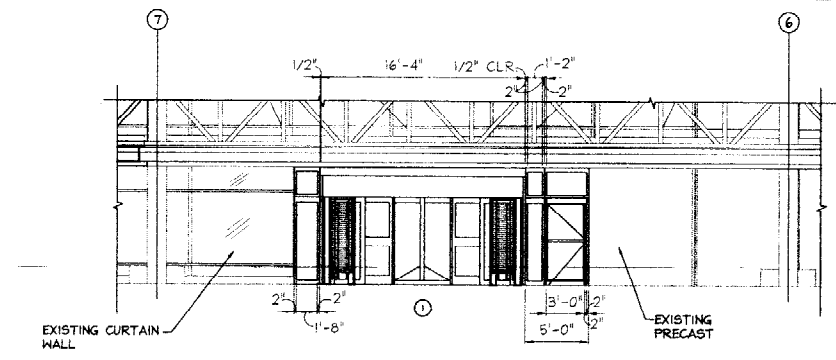 7
6
1/2" 16'-4" 1/2" CLR 1'-2"
2" 2"
2" 2"
1'-8"
1
3'-0" 2"
2"
5'-0"
EXISTING CURTAIN
WALL
EXISTING
PRECAST